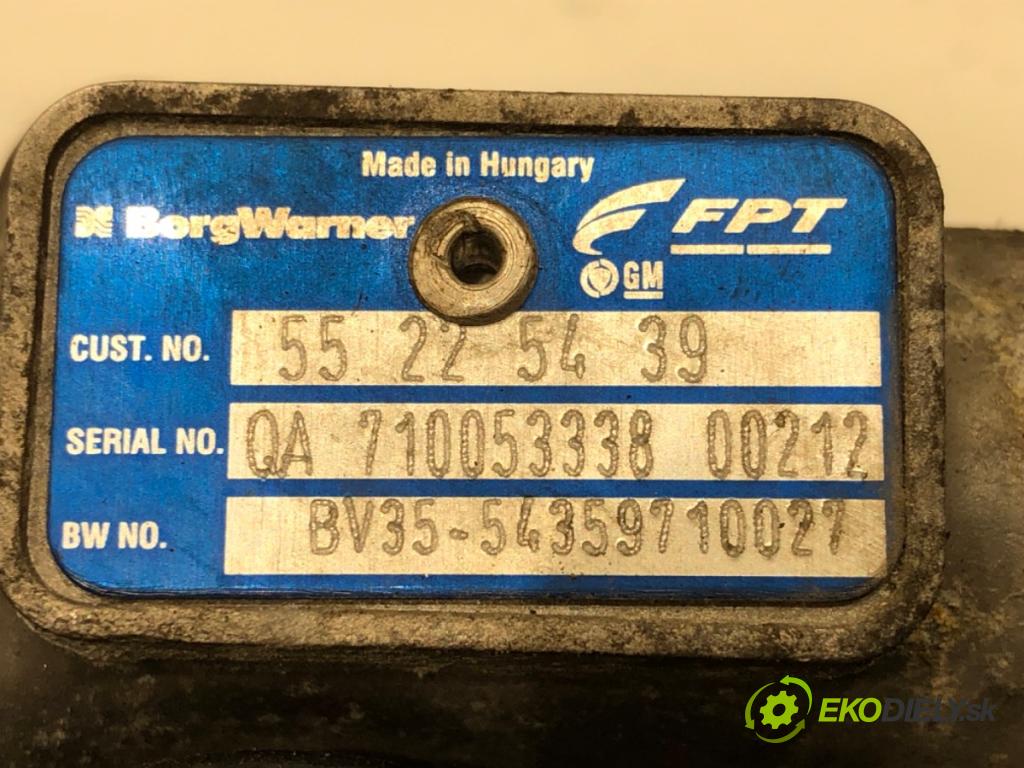 Made in Hungary
BorgWarner
FPT
GM
CUST. NO. 55 22 54 39
SERIAL NO. QA 710053338 00212
BW NO. BV35-54359710027
EKODIELY.sk